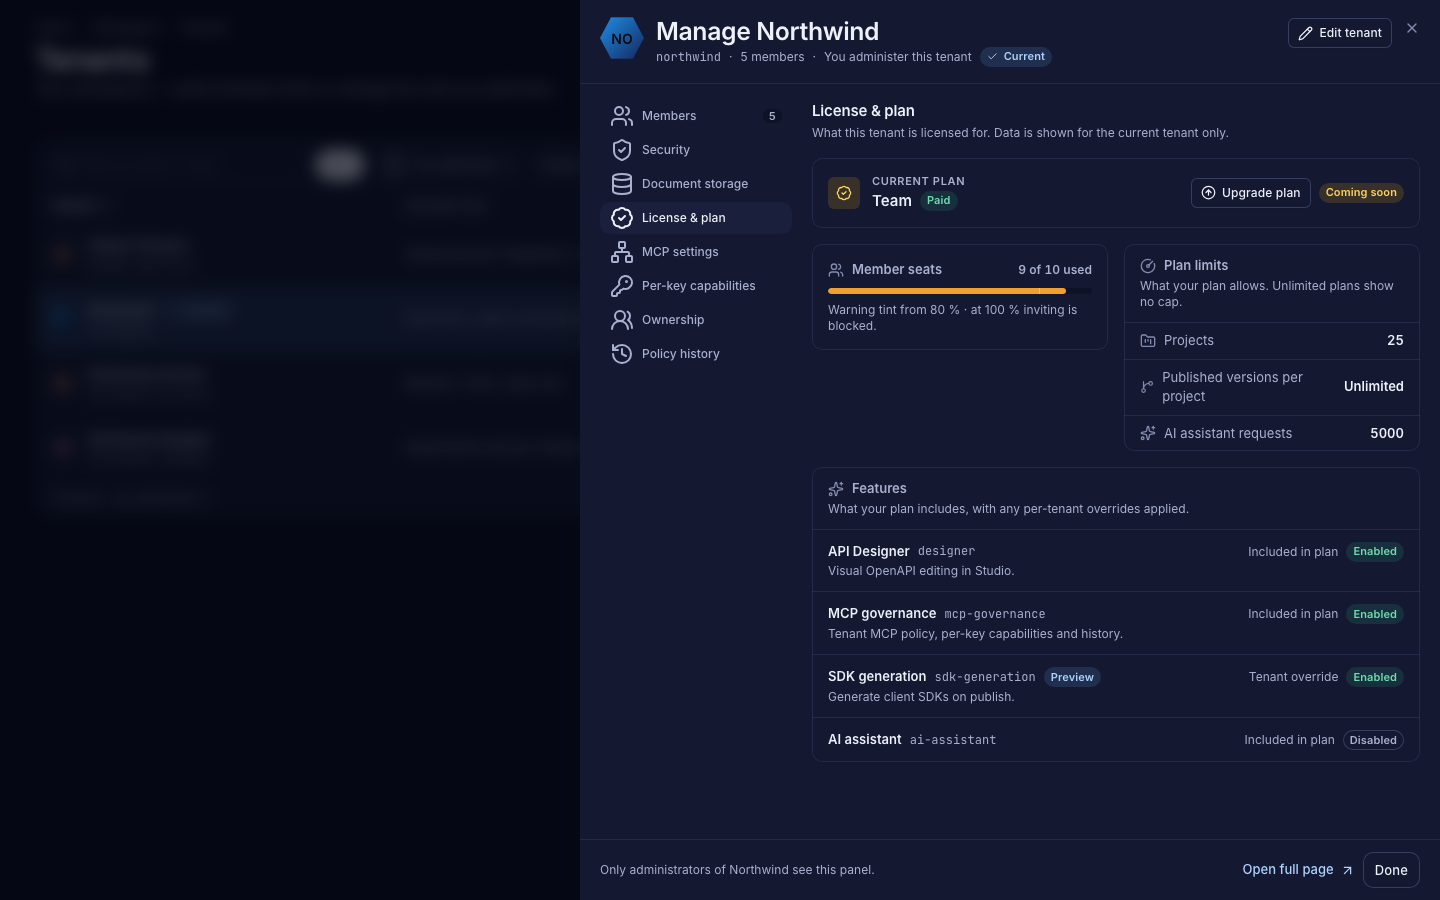 NO
Manage Northwind
northwind · 5 members · You administer this tenant Current
Edit tenant
Members 5
Security
Document storage
License & plan
MCP settings
Per-key capabilities
Ownership
Policy history
License & plan
What this tenant is licensed for. Data is shown for the current tenant only.
CURRENT PLAN
Team Paid
Upgrade plan Coming soon
Member seats 9 of 10 used
Warning tint from 80 % · at 100 % inviting is
blocked.
Plan limits
What your plan allows. Unlimited plans show
no cap.
Projects 25
Published versions per
project
Unlimited
AI assistant requests 5000
Features
What your plan includes, with any per-tenant overrides applied.
API Designer designer Included in plan Enabled
Visual OpenAPI editing in Studio.
MCP governance mcp-governance Included in plan Enabled
Tenant MCP policy, per-key capabilities and history.
SDK generation sdk-generation Preview Tenant override Enabled
Generate client SDKs on publish.
AI assistant ai-assistant Included in plan Disabled
Only administrators of Northwind see this panel.
Open full page Done
Tenants